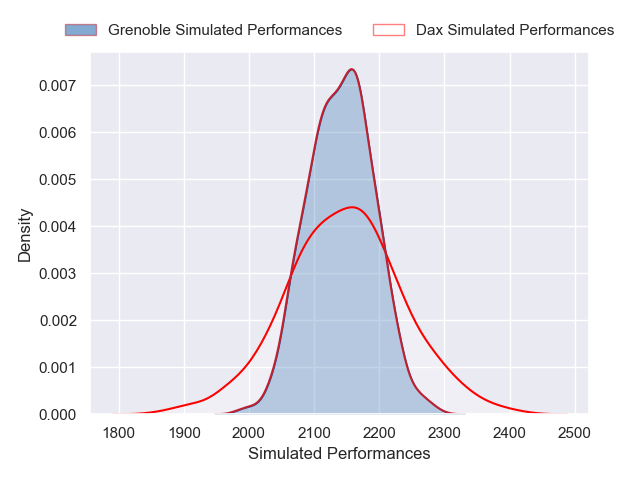 Grenoble Simulated Performances Dax Simulated Performances
0.007
0.006
0.005
0.004
0.003
0.002
0.001
0.000
Density
1800 1900 2000 2100 2200 2300 2400 2500
Simulated Performances